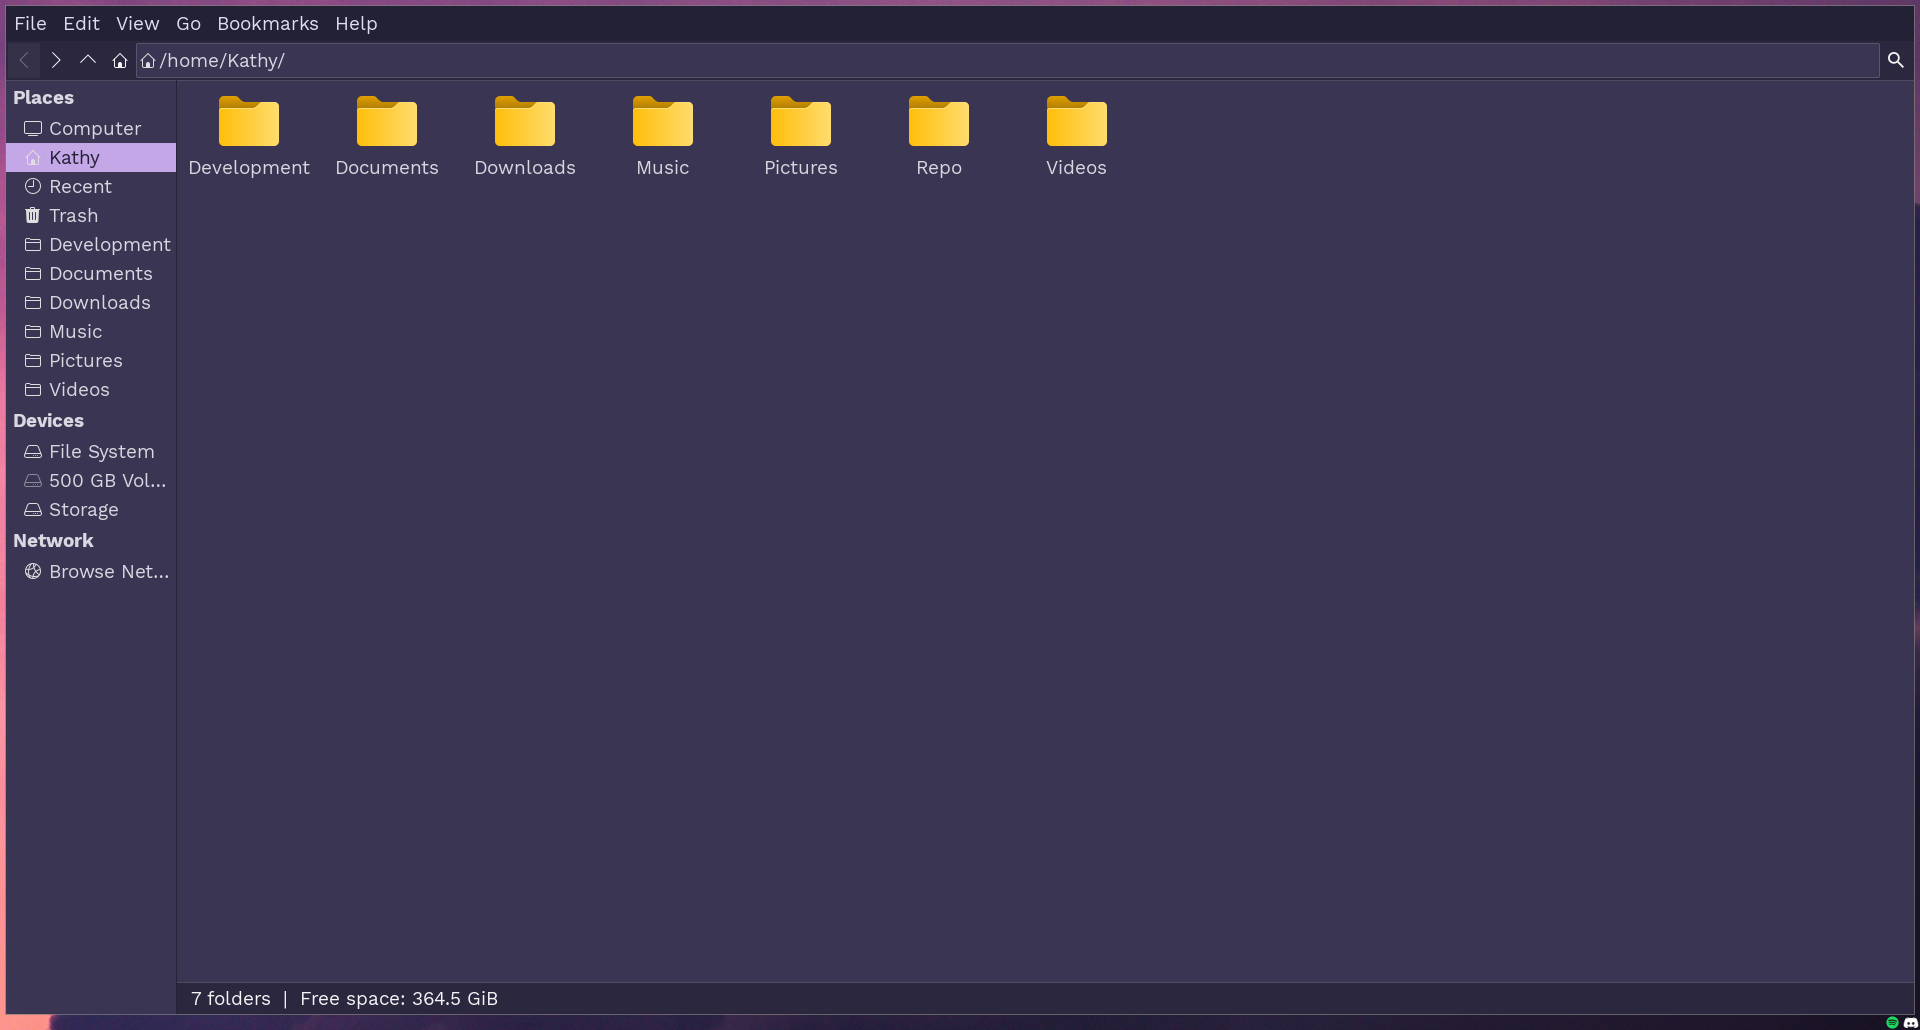 File Edit View Go Bookmarks Help
/home/Kathy/
Places
Computer
Kathy
Recent
Trash
Development
Documents
Downloads
Music
Pictures
Videos
Devices
File System
500 GB Vol...
Storage
Network
Browse Net...
Development Documents Downloads Music Pictures Repo Videos
7 folders | Free space: 364.5 GiB